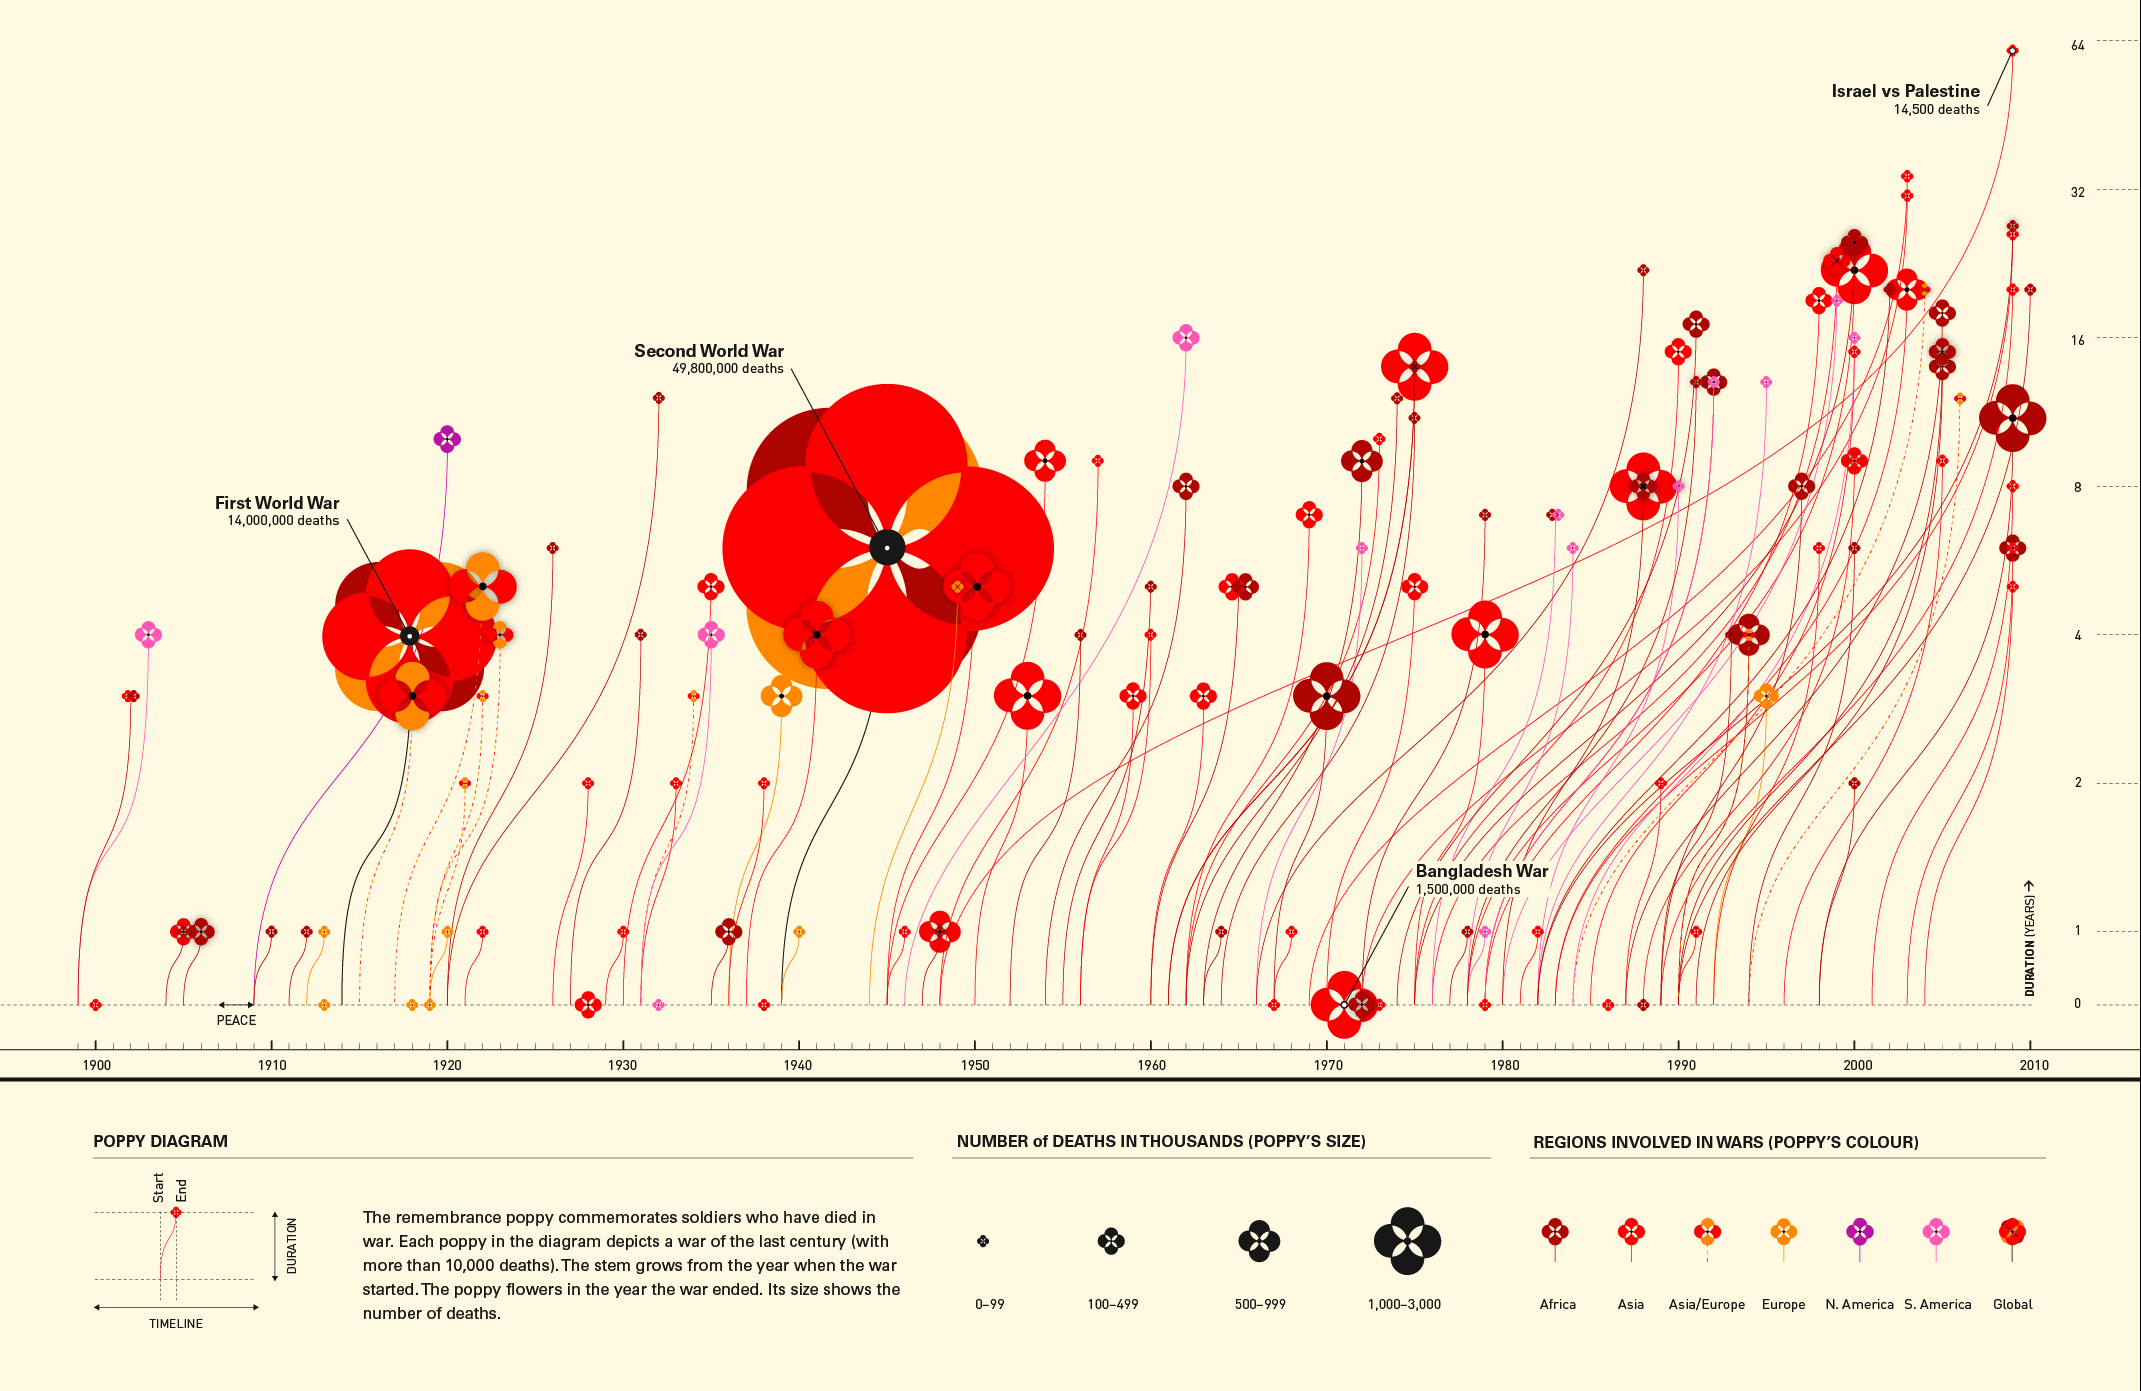 64
Israel vs Palestine
14,500 deaths
32
Second World War
49,800,000 deaths
16
First World War
14,000,000 deaths
8
4
2
Bangladesh War
1,500,000 deaths
DURATION (YEARS)
1
0
PEACE
1900
1910
1920
1930
1940
1950
1960
1970
1980
1990
2000
2010
POPPY DIAGRAM
Start
End
DURATION
TIMELINE
The remembrance poppy commemorates soldiers who have died in
war. Each poppy in the diagram depicts a war of the last century (with
more than 10,000 deaths). The stem grows from the year when the war
started. The poppy flowers in the year the war ended. Its size shows the
number of deaths.
NUMBER of DEATHS IN THOUSANDS (POPPY'S SIZE)
0–99
100–499
500–999
1,000–3,000
REGIONS INVOLVED IN WARS (POPPY'S COLOUR)
Africa
Asia
Asia/Europe
Europe
N. America
S. America
Global